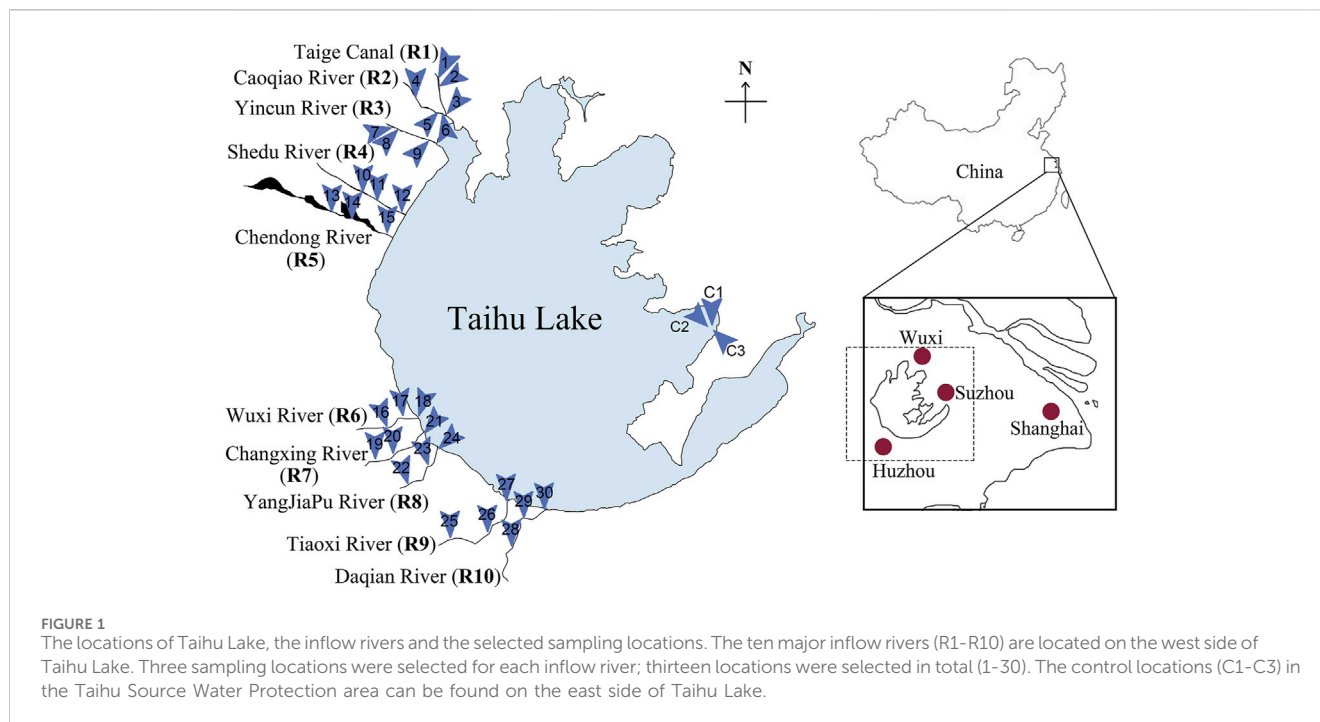 Taige Canal (R1)
Caoqiao River (R2)
Yincun River (R3)
Shedu River (R4)
Chendong River
(R5)
1
2
3
4
5
6
7
8
9
10
11
12
13
14
15
N
Taihu Lake
C1
C2
C3
Wuxi River (R6)
Changxing River
(R7)
YangJiaPu River (R8)
Tiaoxi River (R9)
Daqian River (R10)
16
17
18
19
20
21
22
23
24
25
26
27
28
29
30
China
Wuxi
Suzhou
Shanghai
Huzhou
FIGURE 1
The locations of Taihu Lake, the inflow rivers and the selected sampling locations. The ten major inflow rivers (R1-R10) are located on the west side of
Taihu Lake. Three sampling locations were selected for each inflow river; thirteen locations were selected in total (1-30). The control locations (C1-C3) in
the Taihu Source Water Protection area can be found on the east side of Taihu Lake.